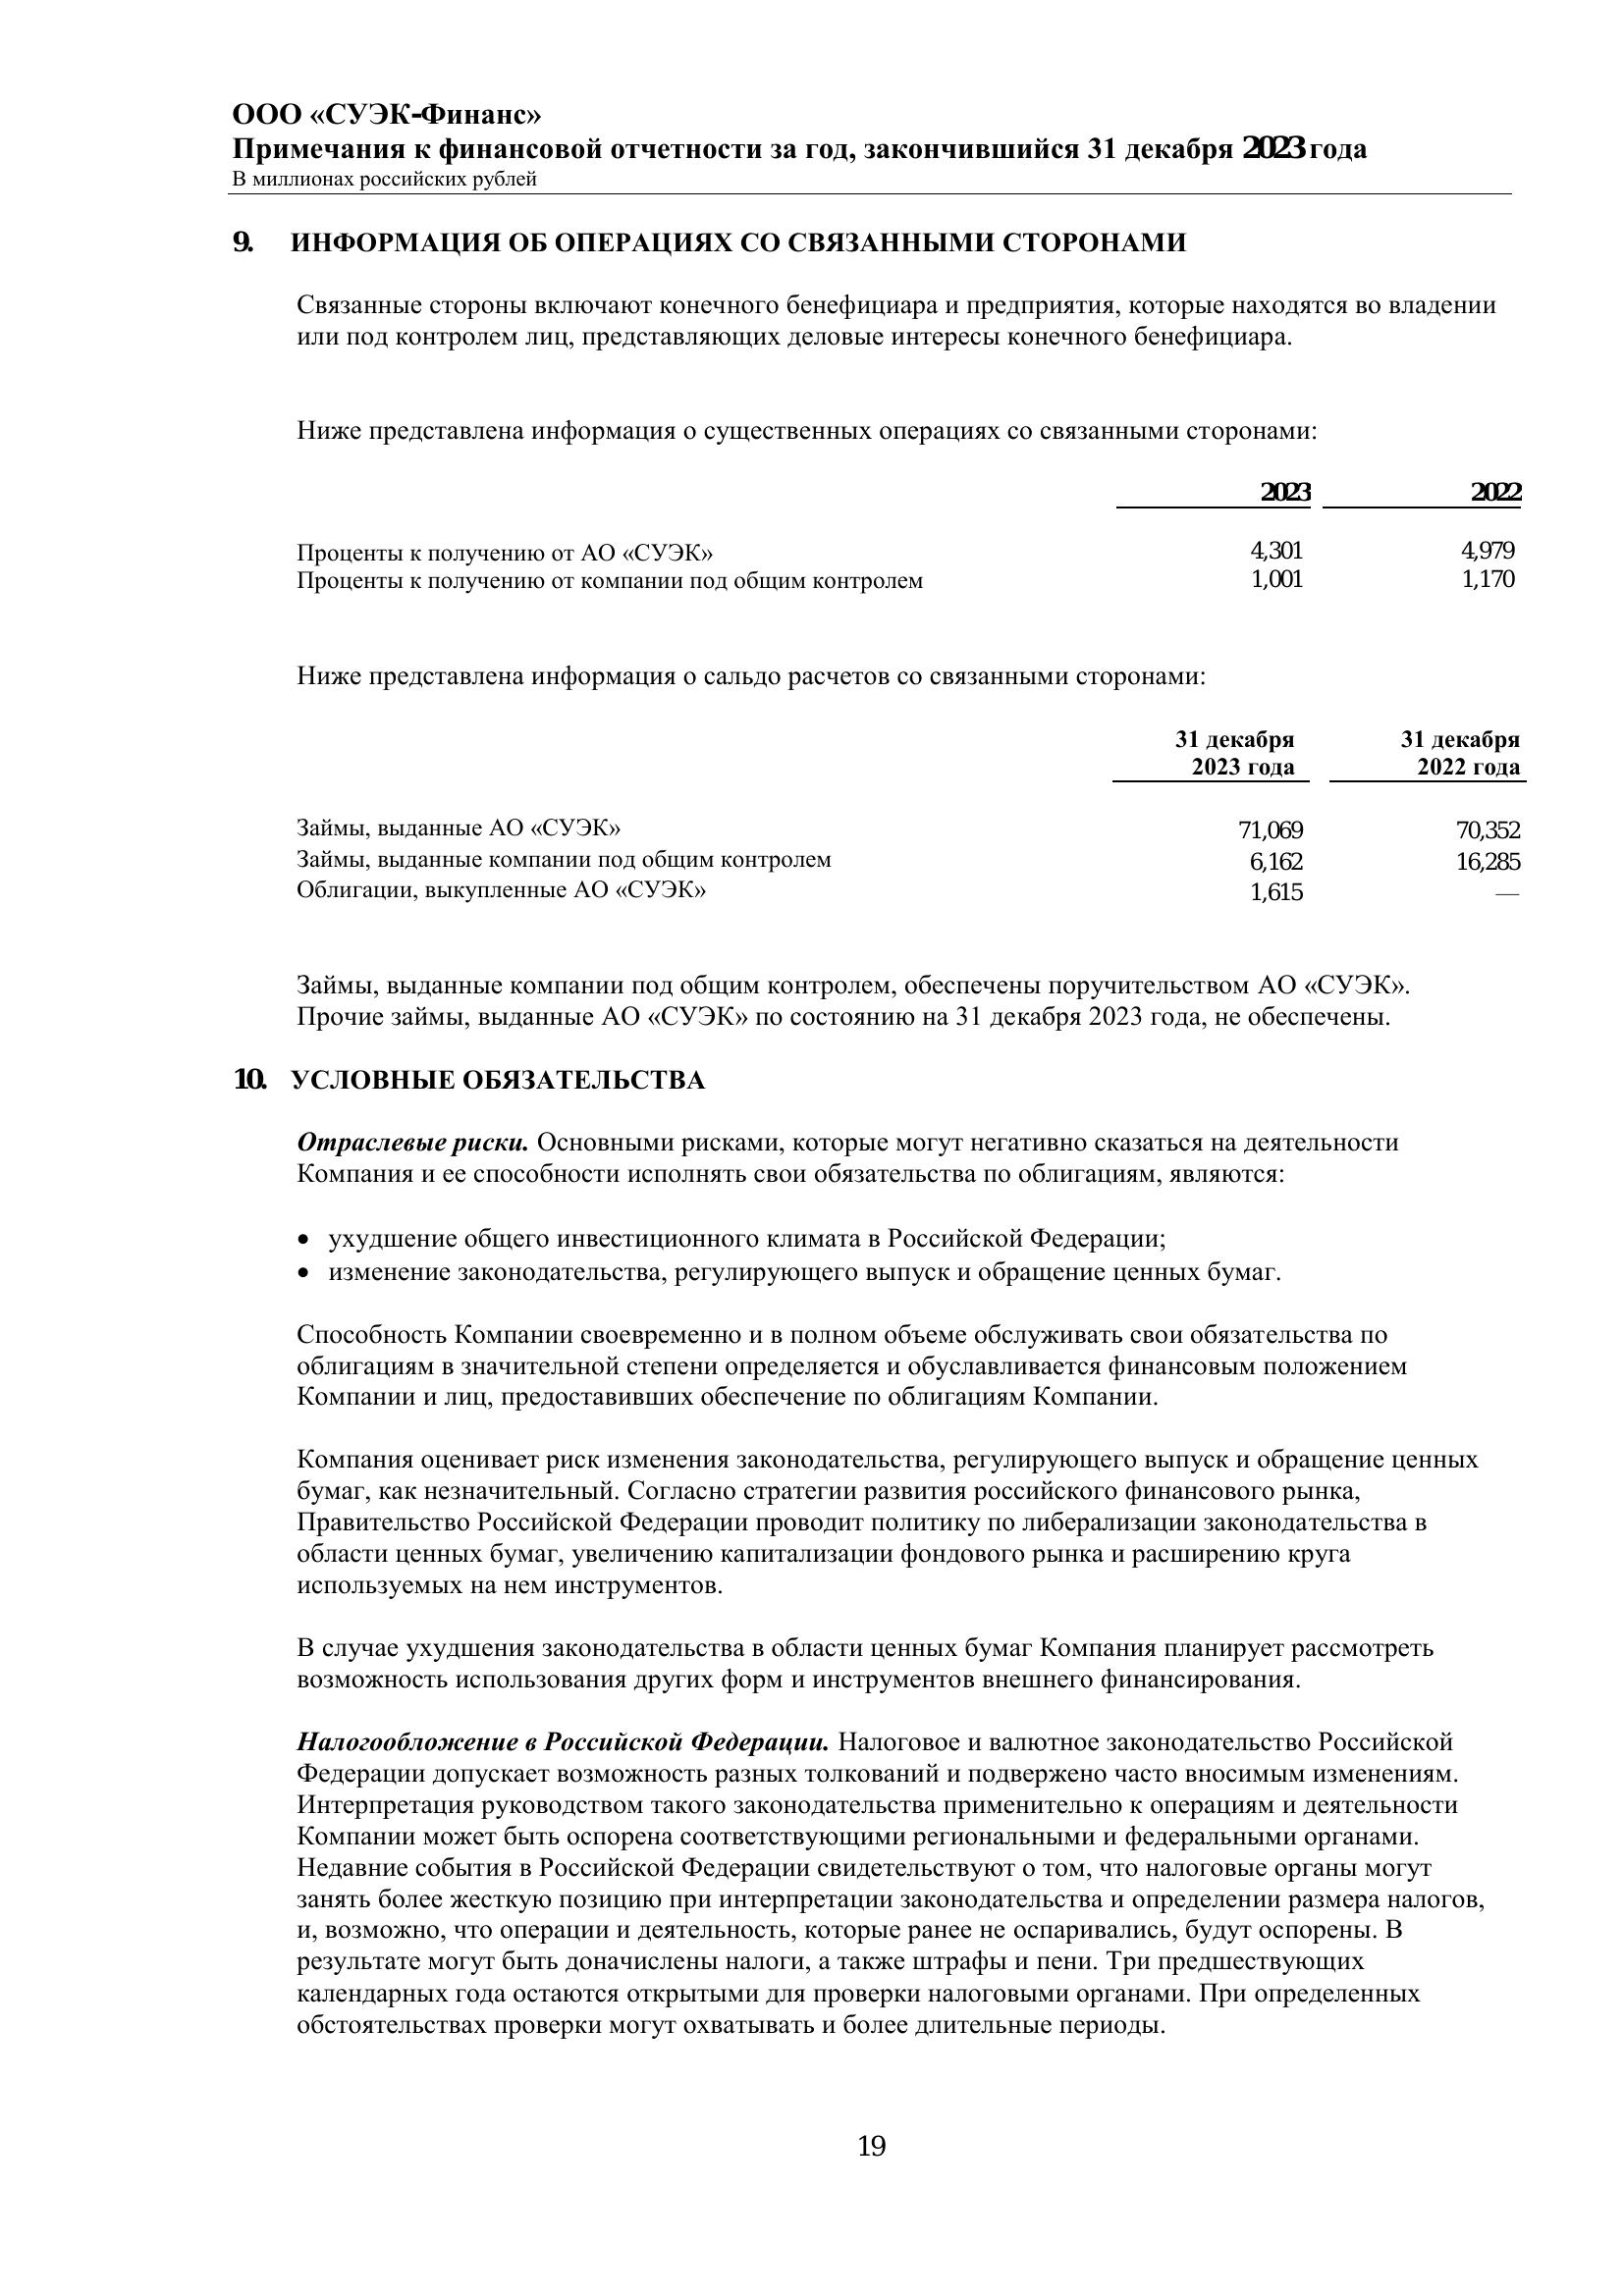 ООО «СУЭК-Финанс»
Примечания к финансовой отчетности за год, закончившийся 31 декабря 2023 года
В миллионах российских рублей
9. ИНФОРМАЦИЯ ОБ ОПЕРАЦИЯХ СО СВЯЗАННЫМИ СТОРОНАМИ
Связанные стороны включают конечного бенефициара и предприятия, которые находятся во владении
или под контролем лиц, представляющих деловые интересы конечного бенефициара.
Ниже представлена информация о существенных операциях со связанными сторонами:
2023 2022
Проценты к получению от АО «СУЭК» 4,301 4,979
Проценты к получению от компании под общим контролем 1,001 1,170
Ниже представлена информация о сальдо расчетов со связанными сторонами:
31 декабря 31 декабря
2023 года 2022 года
Займы, выданные АО «СУЭК» 71,069 70,352
Займы, выданные компании под общим контролем 6,162 16,285
Облигации, выкупленные АО «СУЭК» 1,615 —
Займы, выданные компании под общим контролем, обеспечены поручительством АО «СУЭК».
Прочие займы, выданные АО «СУЭК» по состоянию на 31 декабря 2023 года, не обеспечены.
10. УСЛОВНЫЕ ОБЯЗАТЕЛЬСТВА
Отраслевые риски. Основными рисками, которые могут негативно сказаться на деятельности
Компания и ее способности исполнять свои обязательства по облигациям, являются:
• ухудшение общего инвестиционного климата в Российской Федерации;
• изменение законодательства, регулирующего выпуск и обращение ценных бумаг.
Способность Компании своевременно и в полном объеме обслуживать свои обязательства по
облигациям в значительной степени определяется и обуславливается финансовым положением
Компании и лиц, предоставивших обеспечение по облигациям Компании.
Компания оценивает риск изменения законодательства, регулирующего выпуск и обращение ценных
бумаг, как незначительный. Согласно стратегии развития российского финансового рынка,
Правительство Российской Федерации проводит политику по либерализации законодательства в
области ценных бумаг, увеличению капитализации фондового рынка и расширению круга
используемых на нем инструментов.
В случае ухудшения законодательства в области ценных бумаг Компания планирует рассмотреть
возможность использования других форм и инструментов внешнего финансирования.
Налогообложение в Российской Федерации. Налоговое и валютное законодательство Российской
Федерации допускает возможность разных толкований и подвержено часто вносимым изменениям.
Интерпретация руководством такого законодательства применительно к операциям и деятельности
Компании может быть оспорена соответствующими региональными и федеральными органами.
Недавние события в Российской Федерации свидетельствуют о том, что налоговые органы могут
занять более жесткую позицию при интерпретации законодательства и определении размера налогов,
и, возможно, что операции и деятельность, которые ранее не оспаривались, будут оспорены. В
результате могут быть доначислены налоги, а также штрафы и пени. Три предшествующих
календарных года остаются открытыми для проверки налоговыми органами. При определенных
обстоятельствах проверки могут охватывать и более длительные периоды.
19